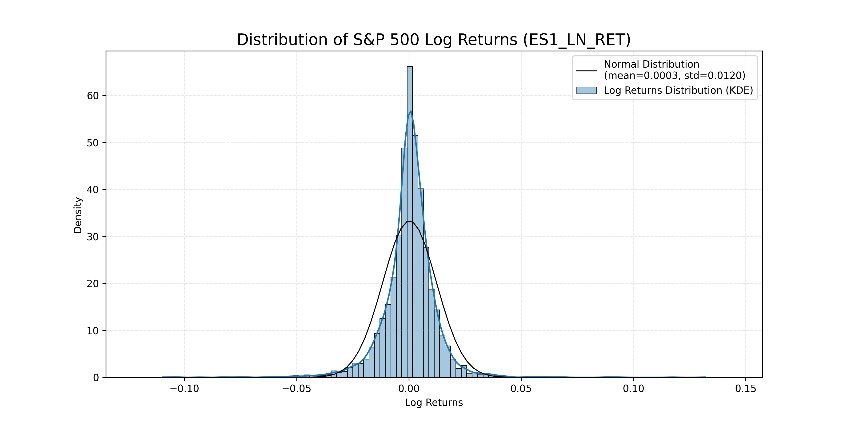 Distribution of S&P 500 Log Returns (ES1_LN_RET)
Normal Distribution
(mean=0.0003, std=0.0120)
Log Returns Distribution (KDE)
60
50
40
30
20
10
0
Density
−0.10
−0.05
0.00
0.05
0.10
0.15
Log Returns